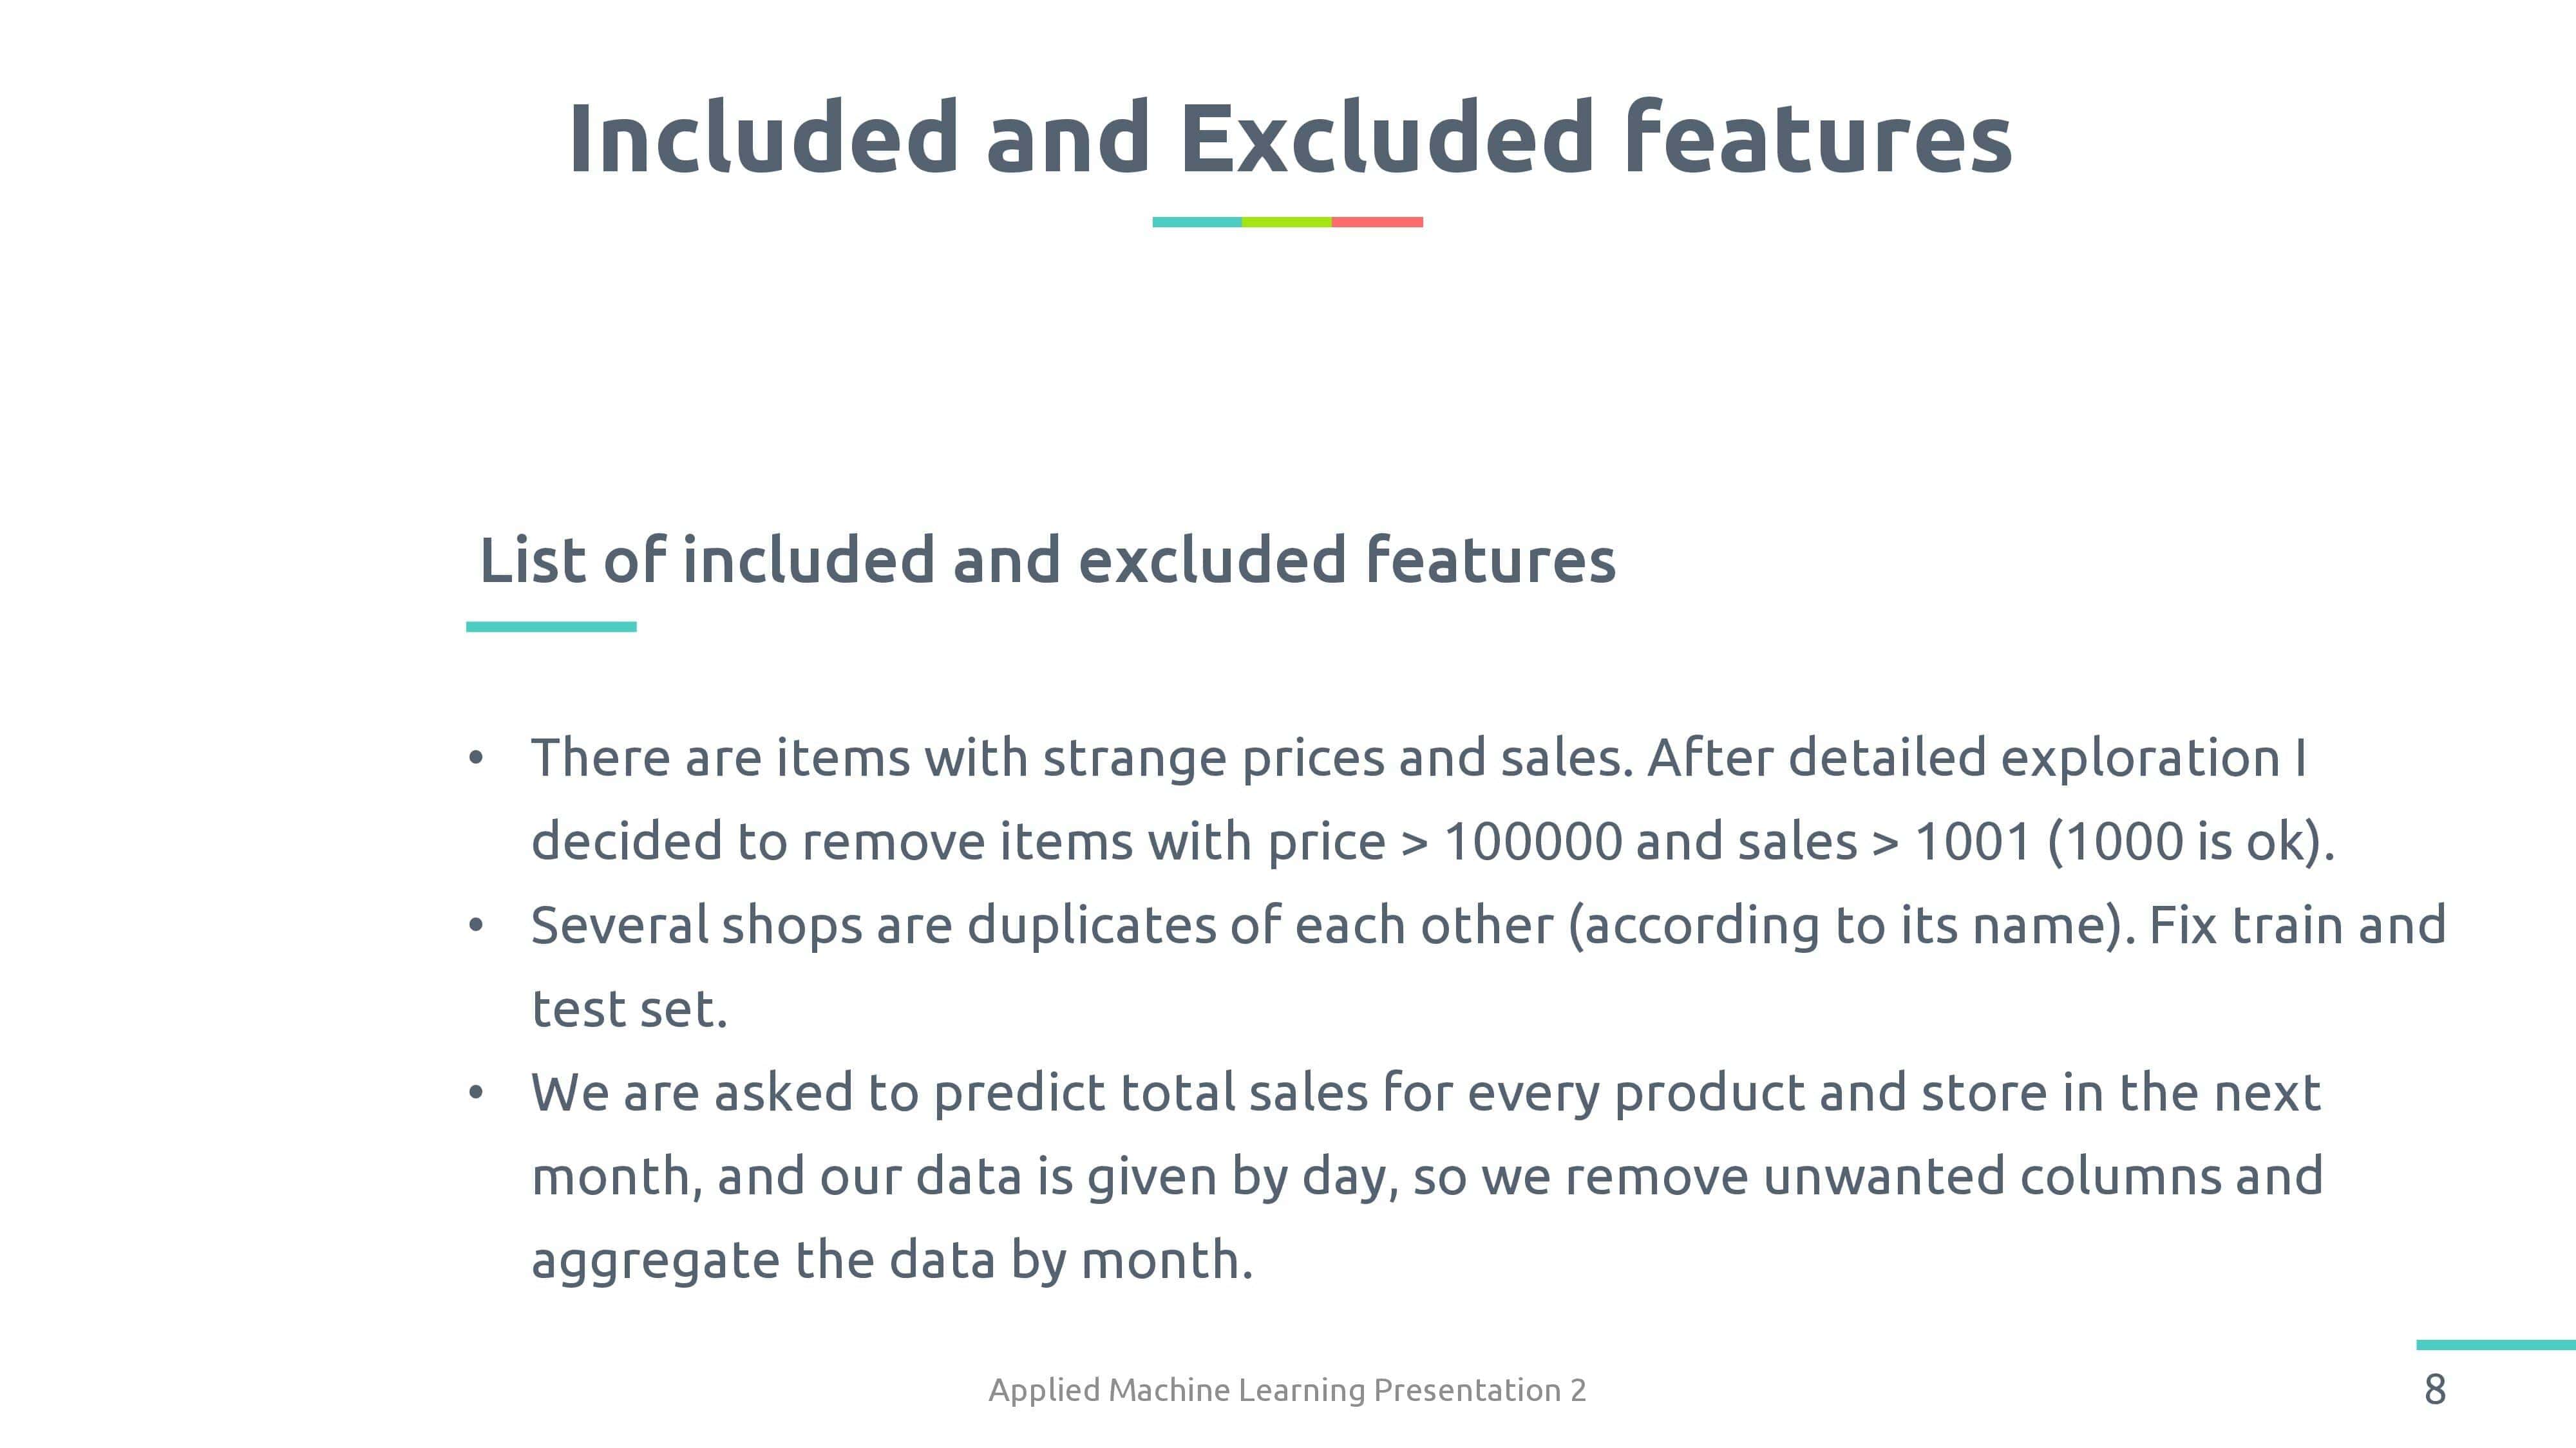 Included and Excluded features
List of included and excluded features
• There are items with strange prices and sales. After detailed exploration I
decided to remove items with price > 100000 and sales > 1001 (1000 is ok).
• Several shops are duplicates of each other (according to its name). Fix train and
test set.
• We are asked to predict total sales for every product and store in the next
month, and our data is given by day, so we remove unwanted columns and
aggregate the data by month.
Applied Machine Learning Presentation 2
8